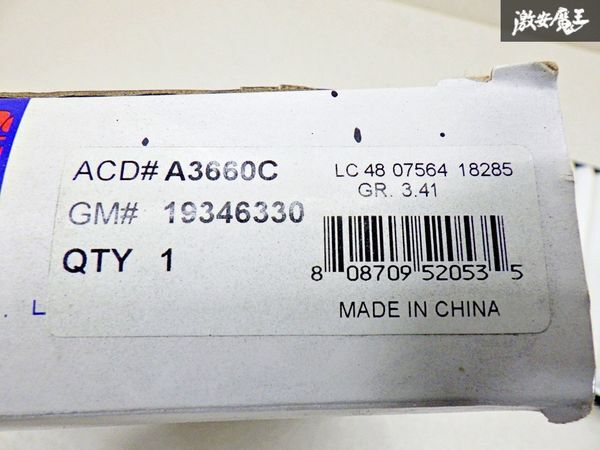 激安魔王
ACD# A3660C
GM# 19346330
QTY 1
LC 48 07564 18285
GR. 3.41
8 08709 52053 5
MADE IN CHINA
L